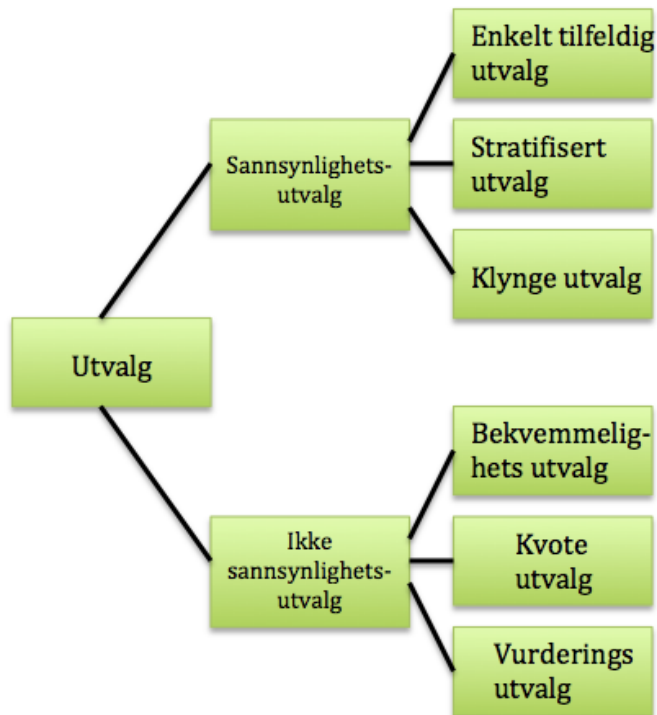 Enkelt tilfeldig
utvalg
Sannsynlighets-
utvalg
Stratifisert
utvalg
Klynge utvalg
Utvalg
Bekvemmelig-
hets utvalg
Ikke
sannsynlighets-
utvalg
Kvote
utvalg
Vurderings
utvalg